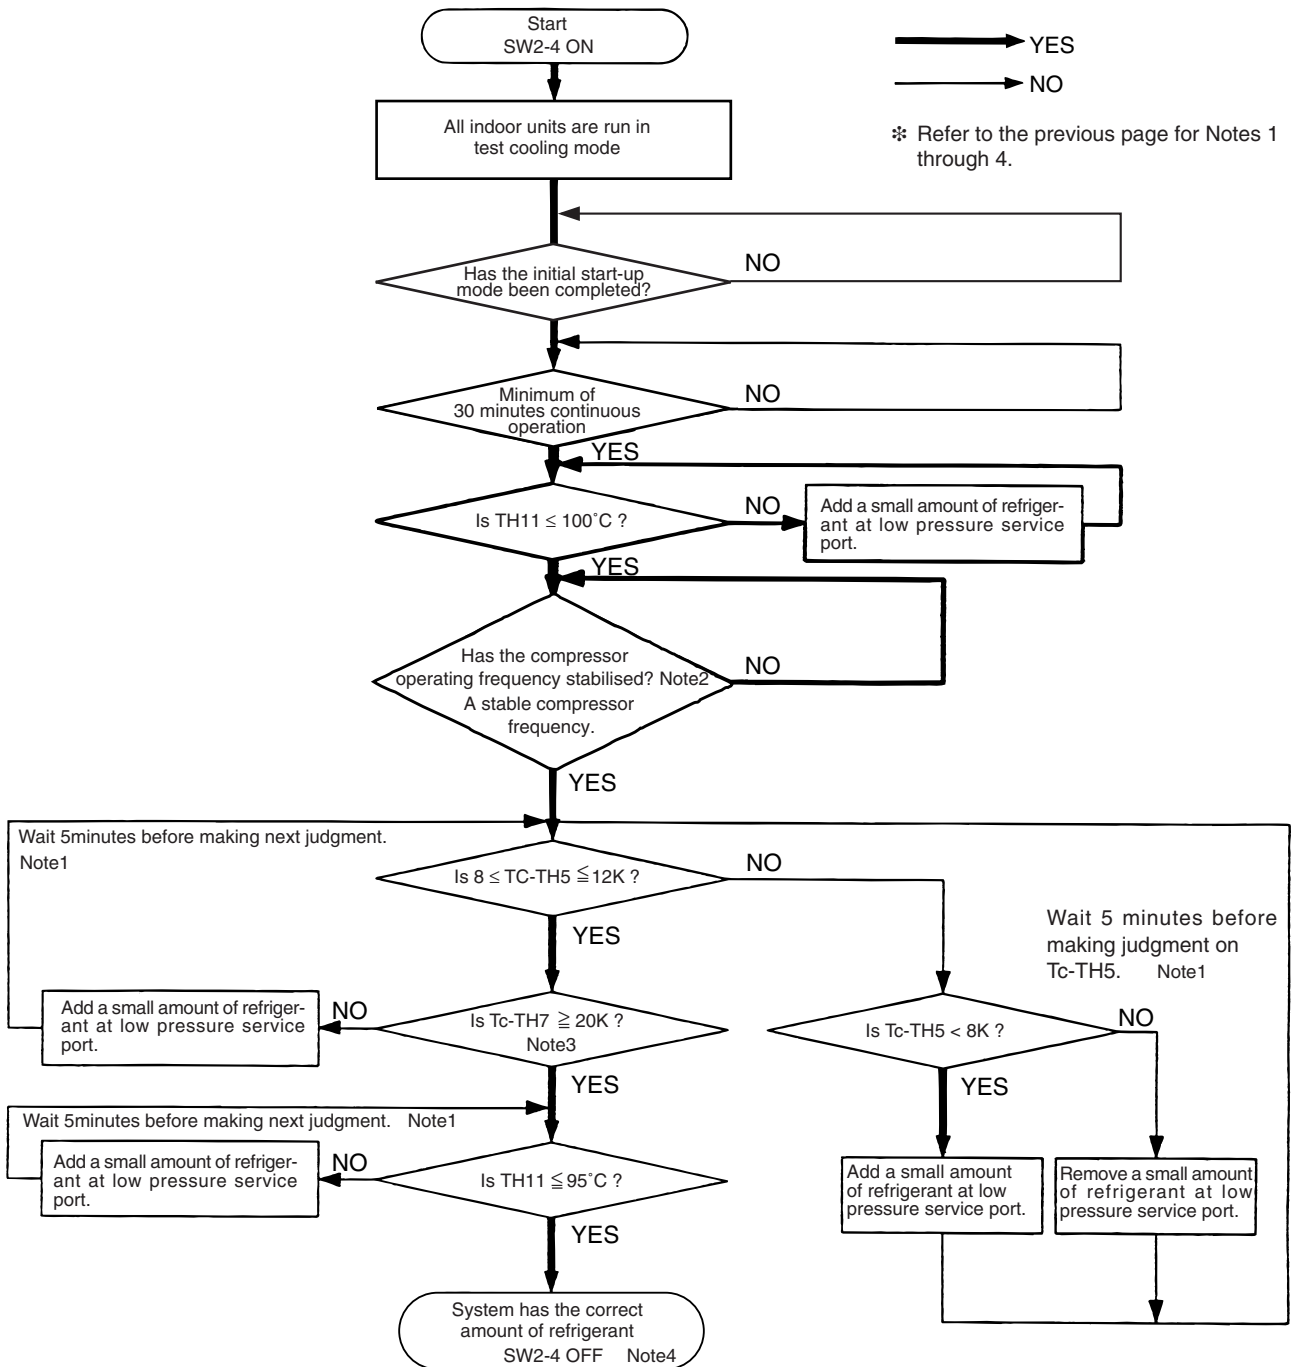 Start
SW2-4 ON
YES
NO
✻ Refer to the previous page for Notes 1
through 4.
All indoor units are run in
test cooling mode
Has the initial start-up
mode been completed?
NO
Minimum of
30 minutes continuous
operation
NO
YES
Is TH11 ≤ 100˚C ?
NO
Add a small amount of refriger-
ant at low pressure service
port.
YES
Has the compressor
operating frequency stabilised? Note2
A stable compressor
frequency.
NO
YES
Wait 5minutes before making next judgment.
Note1
Is 8 ≤ TC-TH5 ≦12K ?
NO
YES
Wait 5 minutes before
making judgment on
Tc-TH5. Note1
Add a small amount of refriger-
ant at low pressure service
port.
NO
Is Tc-TH7 ≧ 20K ?
Note3
YES
Is Tc-TH5 < 8K ?
NO
YES
Wait 5minutes before making next judgment. Note1
Add a small amount of refriger-
ant at low pressure service
port.
NO
Is TH11 ≦95˚C ?
YES
Add a small amount
of refrigerant at low
pressure service port.
Remove a small amount
of refrigerant at low
pressure service port.
System has the correct
amount of refrigerant
SW2-4 OFF Note4